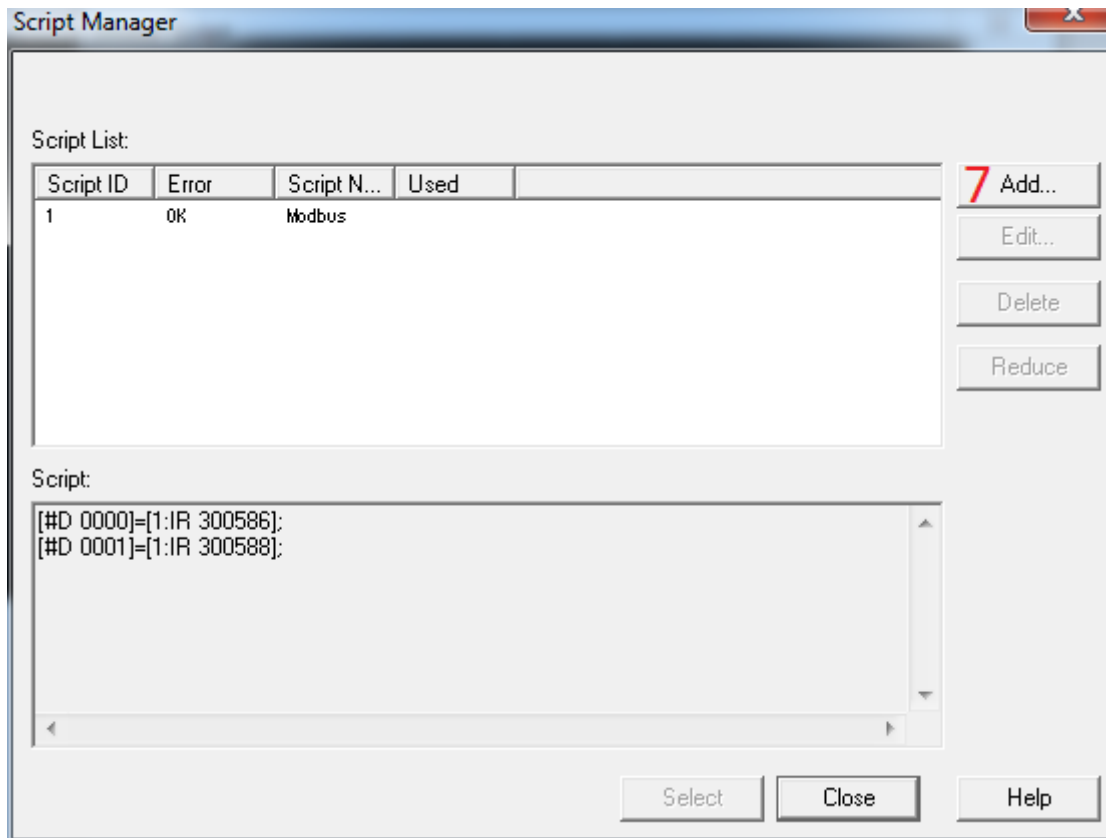 Script Manager
Script List:
Script ID Error Script N... Used
1 OK Modbus
7 Add...
Edit...
Delete
Reduce
Script:
[#D 0000]=[1:IR 300586];
[#D 0001]=[1:IR 300588];
Select Close Help